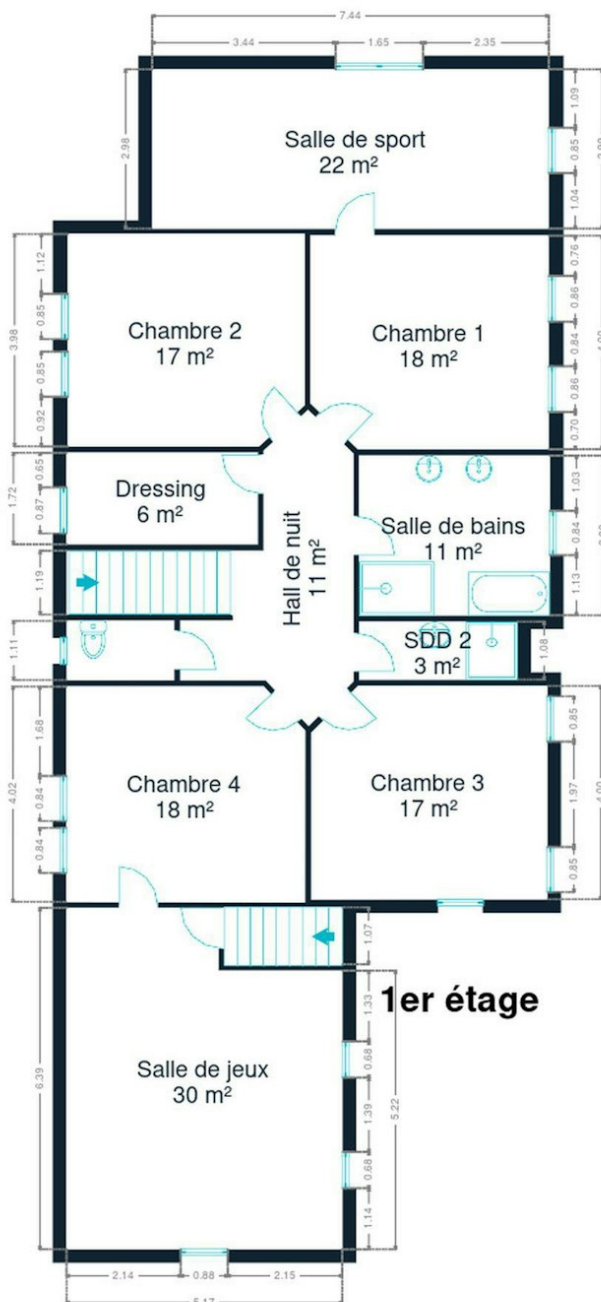 7.44
3.44
1.65
2.35
2.98
1.09
0.85
1.04
Salle de sport
22 m²
3.98
1.12
0.85
0.85
0.92
Chambre 2
17 m²
Chambre 1
18 m²
0.76
0.86
0.84
0.86
0.70
1.72
0.65
0.87
Dressing
6 m²
Hall de nuit
11 m²
Salle de bains
11 m²
1.03
0.84
1.13
1.19
1.11
SDD 2
3 m²
1.08
4.02
1.68
0.84
0.84
Chambre 4
18 m²
Chambre 3
17 m²
0.85
1.97
0.85
4.00
1.07
6.39
Salle de jeux
30 m²
1er étage
1.33
0.68
1.39
0.68
1.14
5.22
2.14
0.88
2.15
5.17